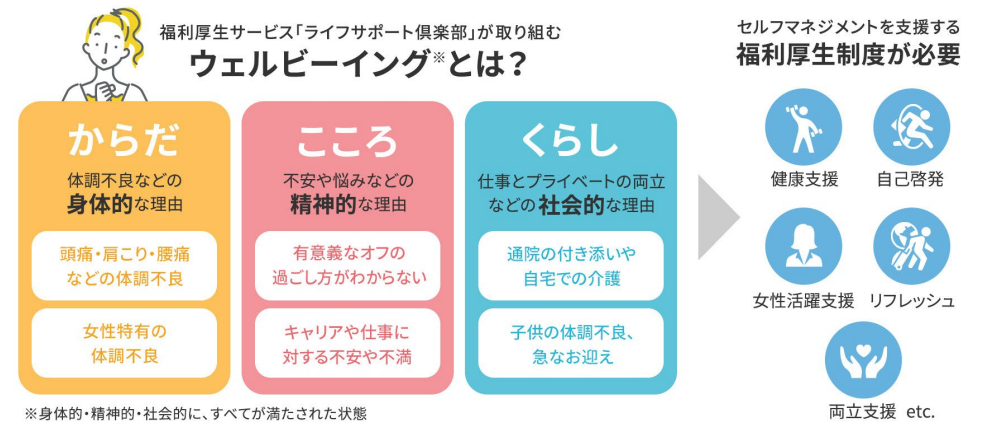 福利厚生サービス「ライフサポート倶楽部」が取り組む
ウェルビーイング※とは？
からだ
体調不良などの
身体的な理由
頭痛・肩こり・腰痛
などの体調不良
女性特有の
体調不良
こころ
不安や悩みなどの
精神的な理由
有意義なオフの
過ごし方がわからない
キャリアや仕事に
対する不安や不満
くらし
仕事とプライベートの両立
などの社会的な理由
通院の付き添いや
自宅での介護
子供の体調不良、
急なお迎え
※身体的・精神的・社会的に、すべてが満たされた状態
セルフマネジメントを支援する
福利厚生制度が必要
健康支援
自己啓発
女性活躍支援
リフレッシュ
両立支援 etc.